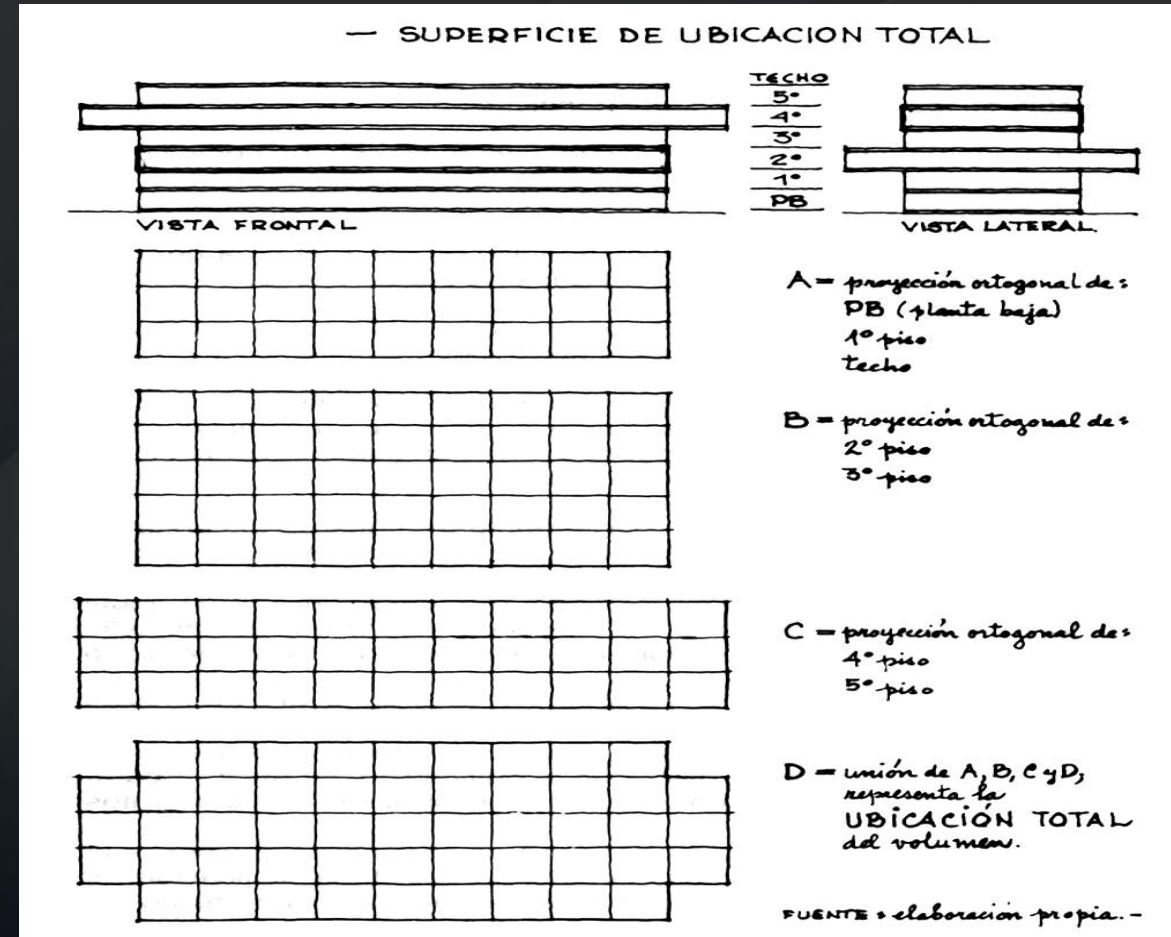 — SUPERFICIE DE UBICACION TOTAL
TECHO
5°
4°
3°
2°
1°
PB
VISTA FRONTAL
VISTA LATERAL.
A = proyección ortogonal de:
PB (planta baja)
1° piso
techo
B = proyección ortogonal de:
2° piso
3° piso
C = proyección ortogonal de:
4° piso
5° piso
D = unión de A, B, C y D,
representa la
UBICACIÓN TOTAL
del volumen.
FUENTE: elaboración propia.-